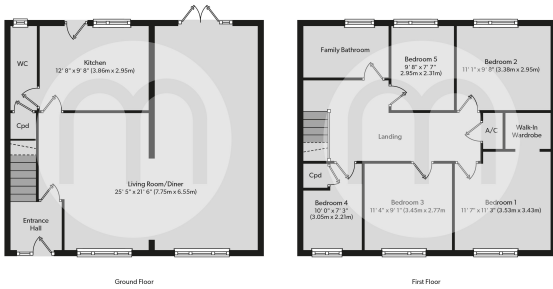 WC
Kitchen
12' 8" x 9' 8" (3.86m x 2.95m)
Cpd
Living Room/Diner
25' 5" x 21' 6" (7.75m x 6.55m)
Entrance
Hall
Ground Floor
Family Bathroom
Bedroom 5
9' 8" x 7' 7"
2.95m x 2.31m)
Bedroom 2
11' 1" x 9' 8" (3.38m x 2.95m)
Landing
A/C
Walk-In
Wardrobe
Cpd
Bedroom 4
10' 0" x 7' 3"
(3.05m x 2.21m)
Bedroom 3
11' 4" x 9' 1" (3.45m x 2.77m
Bedroom 1
11' 7" x 11' 3" (3.53m x 3.43m)
First Floor